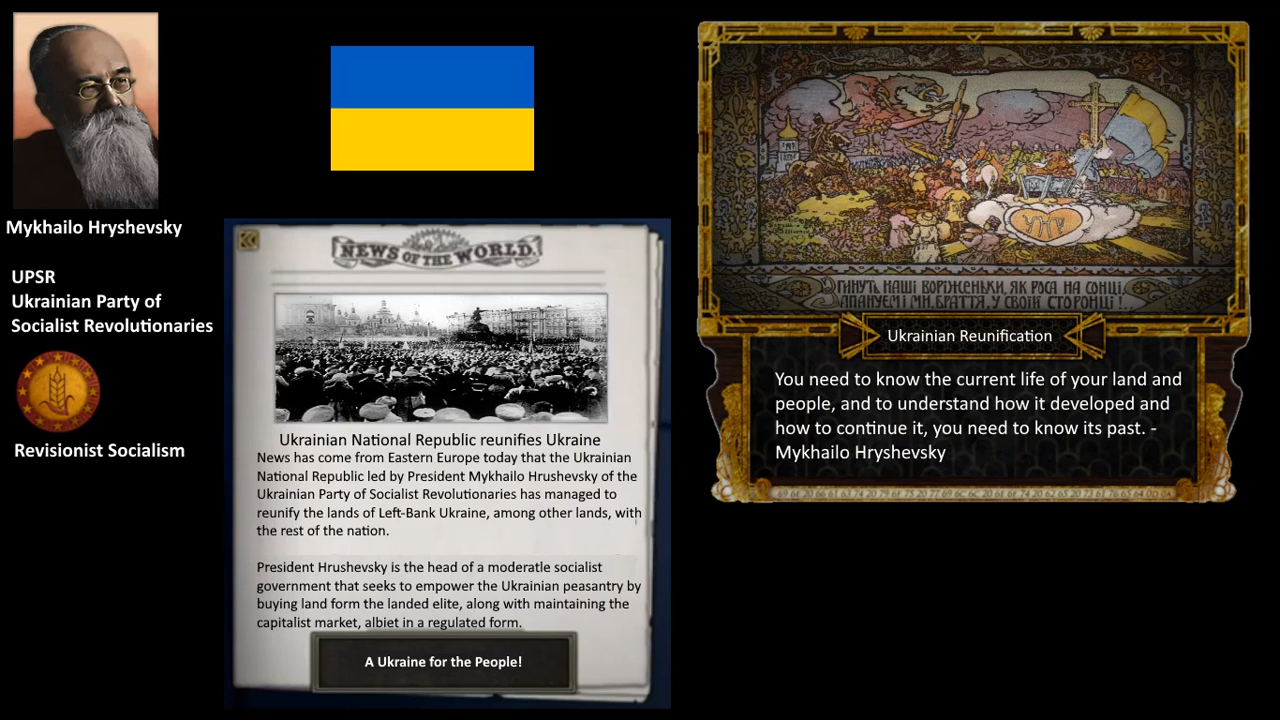 Mykhailo Hryshevsky
UPSR
Ukrainian Party of
Socialist Revolutionaries
Revisionist Socialism
NEWS OF THE WORLD.
Ukrainian National Republic reunifies Ukraine
News has come from Eastern Europe today that the Ukrainian
National Republic led by President Mykhailo Hrushevsky of the
Ukrainian Party of Socialist Revolutionaries has managed to
reunify the lands of Left-Bank Ukraine, among other lands, with
the rest of the nation.
President Hrushevsky is the head of a moderatle socialist
government that seeks to empower the Ukrainian peasantry by
buying land form the landed elite, along with maintaining the
capitalist market, albiet in a regulated form.
A Ukraine for the People!
УНР
ЗГИНУТЬ НАШІ ВОРІЖЕНЬКИ, ЯК РОСА НА СОНЦІ,
ЗАПАНУЄМ І МИ, БРАТТЯ, У СВОЇЙ СТОРОНЦІ!
Ukrainian Reunification
You need to know the current life of your land and
people, and to understand how it developed and
how to continue it, you need to know its past. -
Mykhailo Hryshevsky